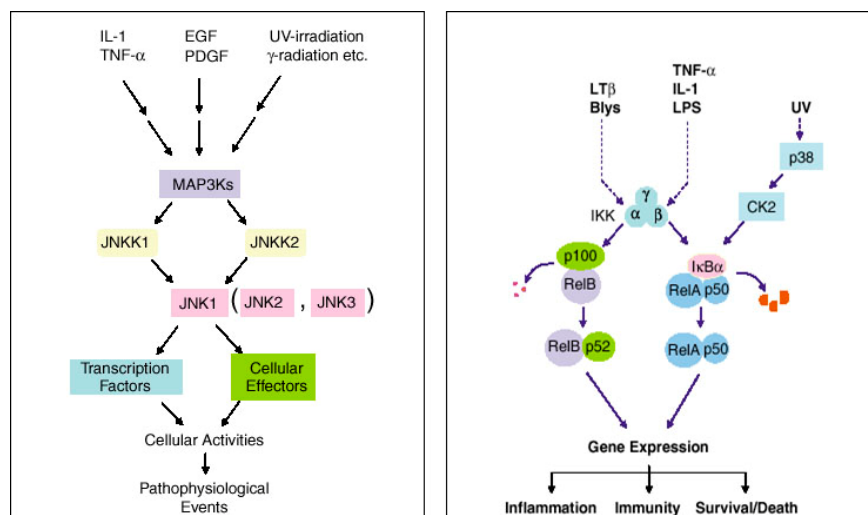 IL-1
TNF-α
EGF
PDGF
UV-irradiation
γ-radiation etc.
MAP3Ks
JNKK1
JNKK2
JNK1 (JNK2 , JNK3)
Transcription
Factors
Cellular
Effectors
Cellular Activities
Pathophysiological
Events
LTβ
Blys
TNF-α
IL-1
LPS
UV
p38
CK2
IKK
γ
α β
p100
RelB
IκBα
RelA p50
RelB p52
RelA p50
Gene Expression
Inflammation Immunity Survival/Death